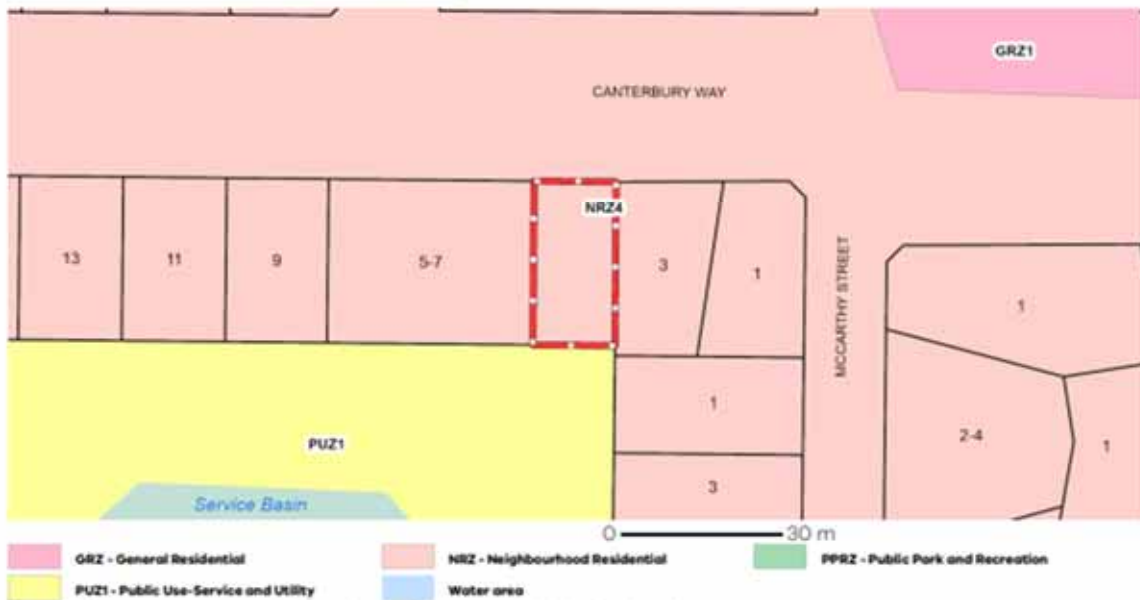 GRZ1
CANTERBURY WAY
NRZ4
13
11
9
5-7
3
1
MCCARTHY STREET
1
1
2-4
1
PUZ1
3
Service Basin
0 30 m
GRZ - General Residential
NRZ - Neighbourhood Residential
PPRZ - Public Park and Recreation
PUZ1 - Public Use-Service and Utility
Water area